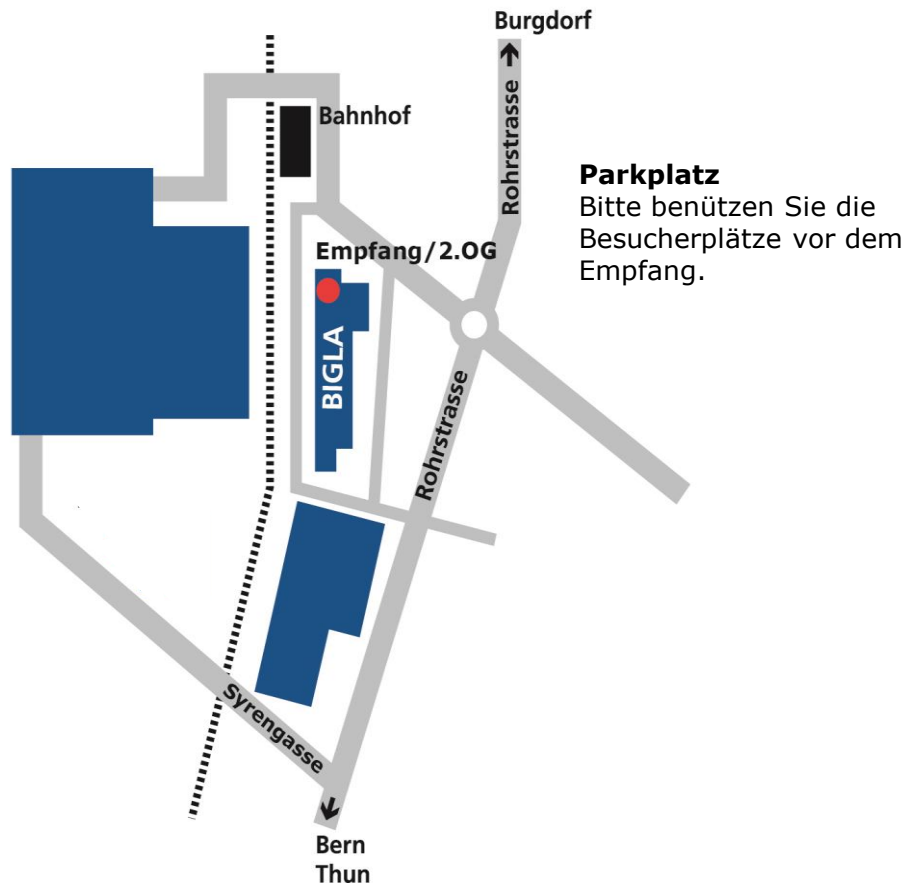 Burgdorf
Rohrstrasse
Bahnhof
Parkplatz
Bitte benützen Sie die
Besucherplätze vor dem
Empfang.
Empfang/2.OG
BIGLA
Rohrstrasse
Syrengasse
Bern
Thun